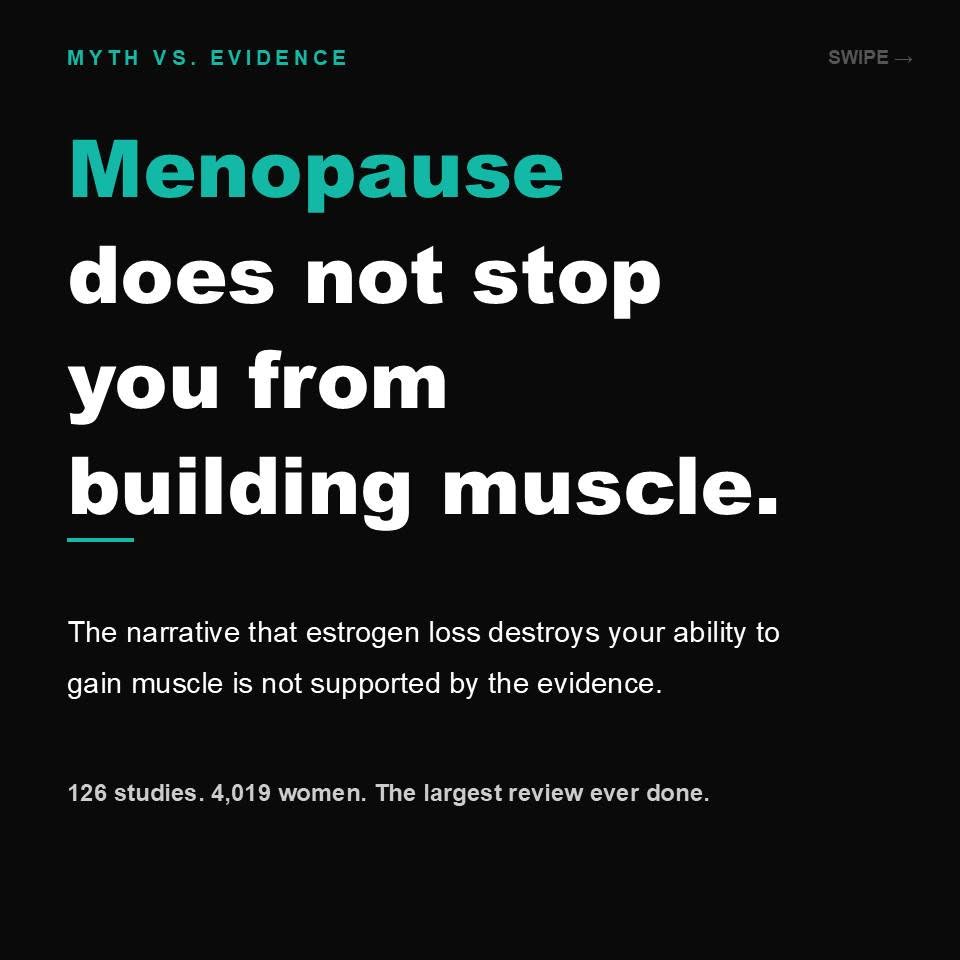 MYTH VS. EVIDENCE
SWIPE →
Menopause
does not stop
you from
building muscle.
The narrative that estrogen loss destroys your ability to
gain muscle is not supported by the evidence.
126 studies. 4,019 women. The largest review ever done.